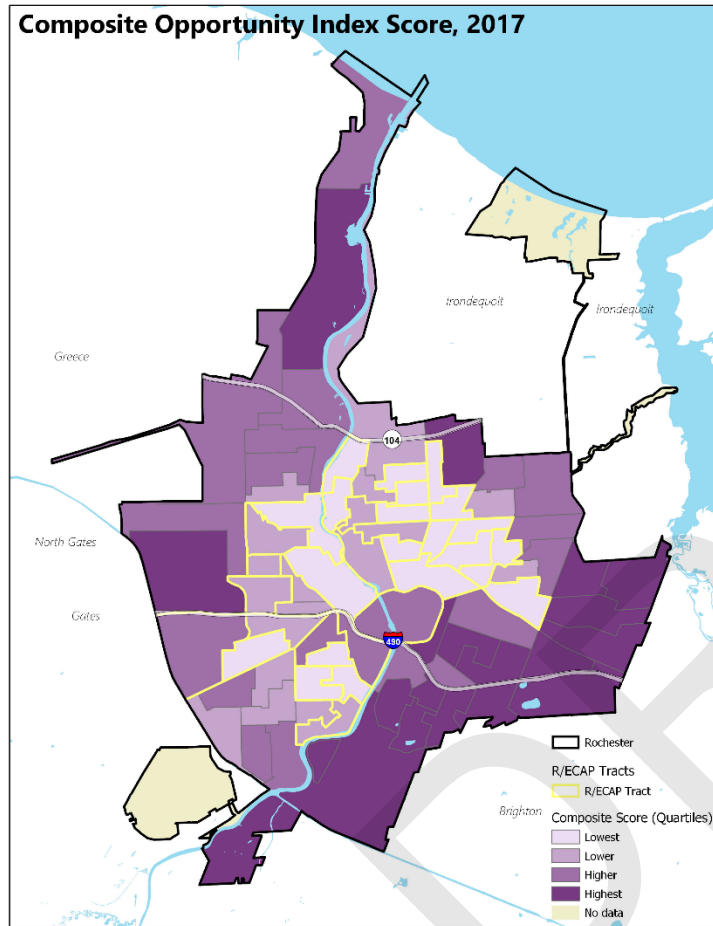 Composite Opportunity Index Score, 2017
Irondequoit
Irondequoit
Greece
104
North Gates
Gates
490
Brighton
Rochester
R/ECAP Tracts
R/ECAP Tract
Composite Score (Quartiles)
Lowest
Lower
Higher
Highest
No data